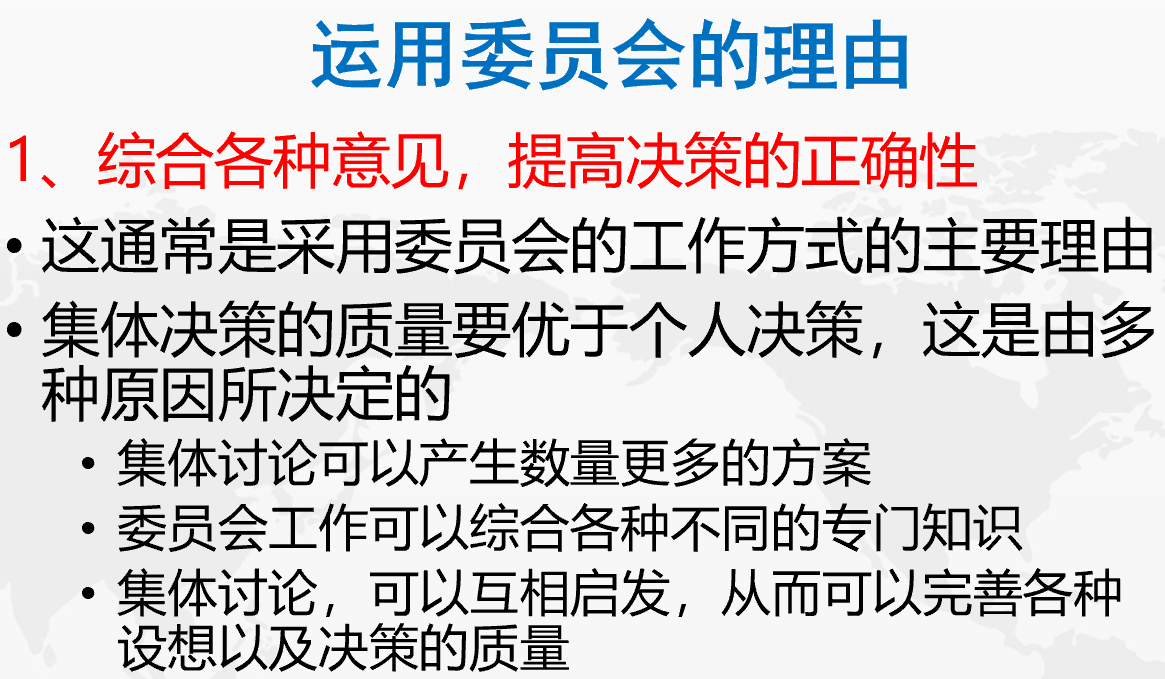 运用委员会的理由
1、综合各种意见，提高决策的正确性
• 这通常是采用委员会的工作方式的主要理由
• 集体决策的质量要优于个人决策，这是由多
种原因所决定的
• 集体讨论可以产生数量更多的方案
• 委员会工作可以综合各种不同的专门知识
• 集体讨论，可以互相启发，从而可以完善各种
设想以及决策的质量